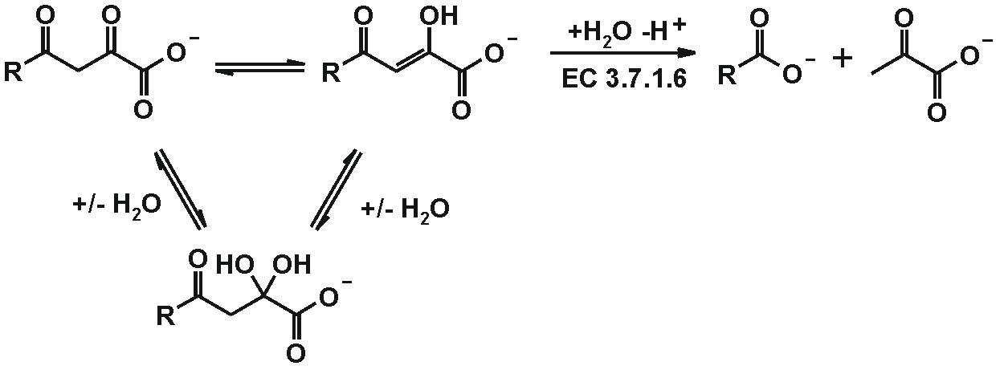 O O
R O⁻
O
O OH
R O⁻
O
+H₂O -H⁺
EC 3.7.1.6
O
R O⁻
+
O
O⁻
O
+/- H₂O
+/- H₂O
O HO OH
R O⁻
O